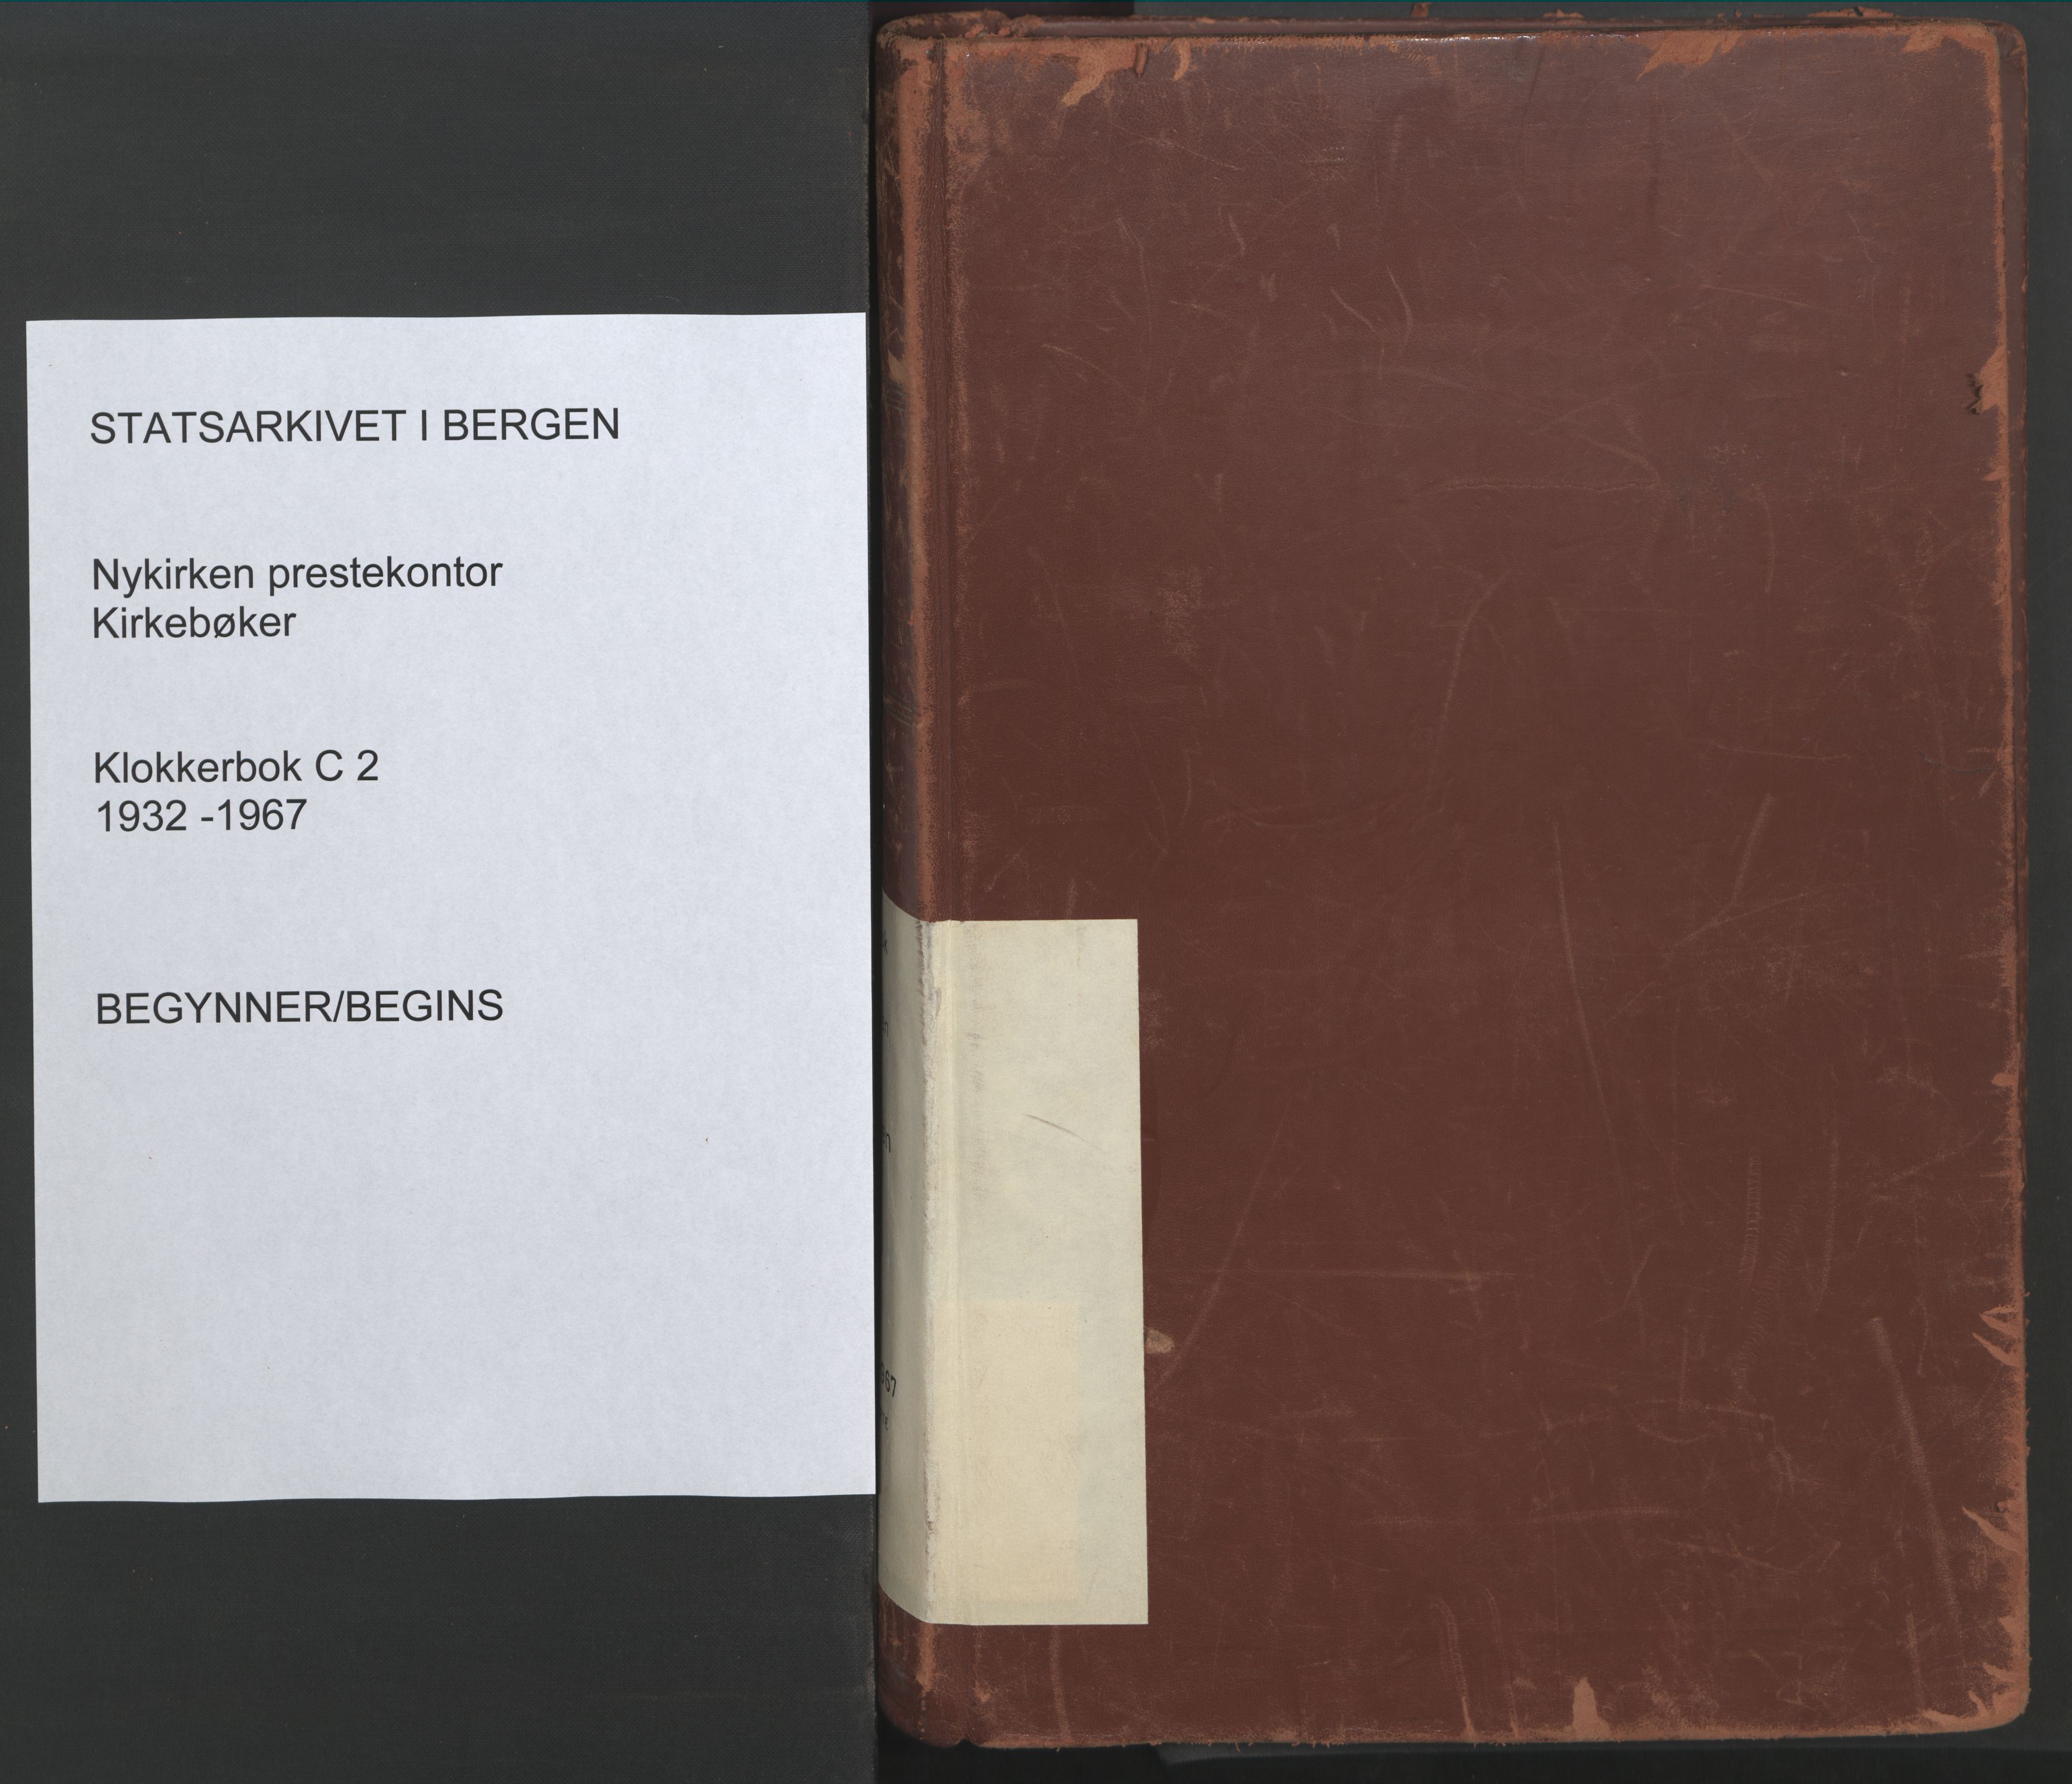 STATSARKIVET I BERGEN
Nykirken prestekontor
Kirkebøker
Klokkerbok C 2
1932 -1967
BEGYNNER/BEGINS